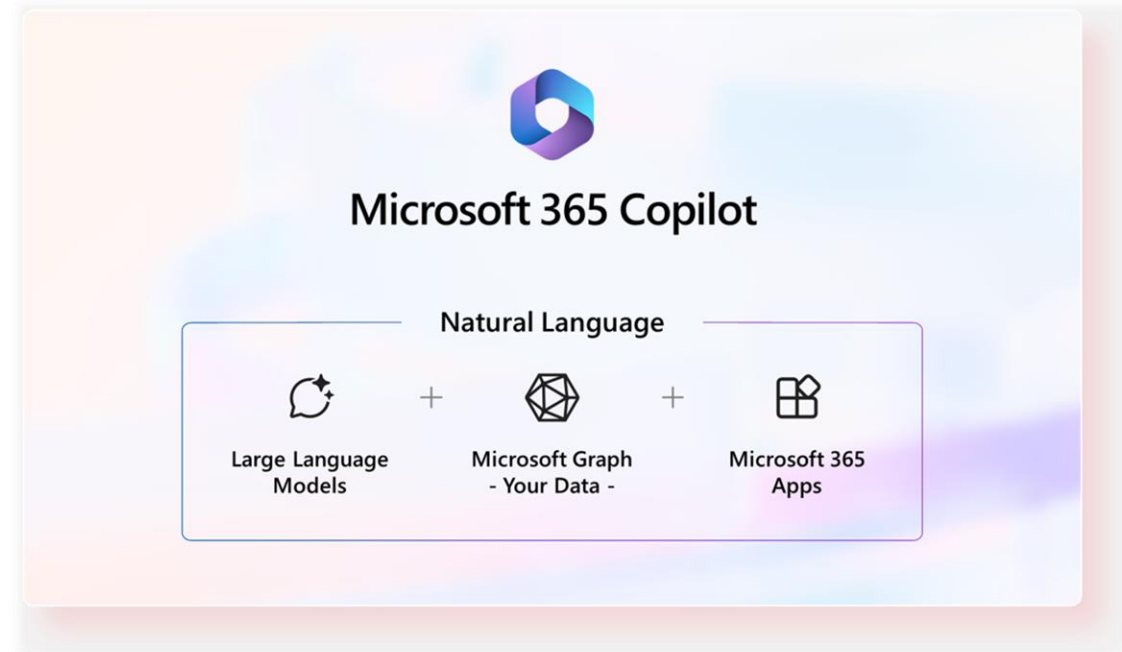 Microsoft 365 Copilot
Natural Language
Large Language
Models
+
Microsoft Graph
- Your Data -
+
Microsoft 365
Apps